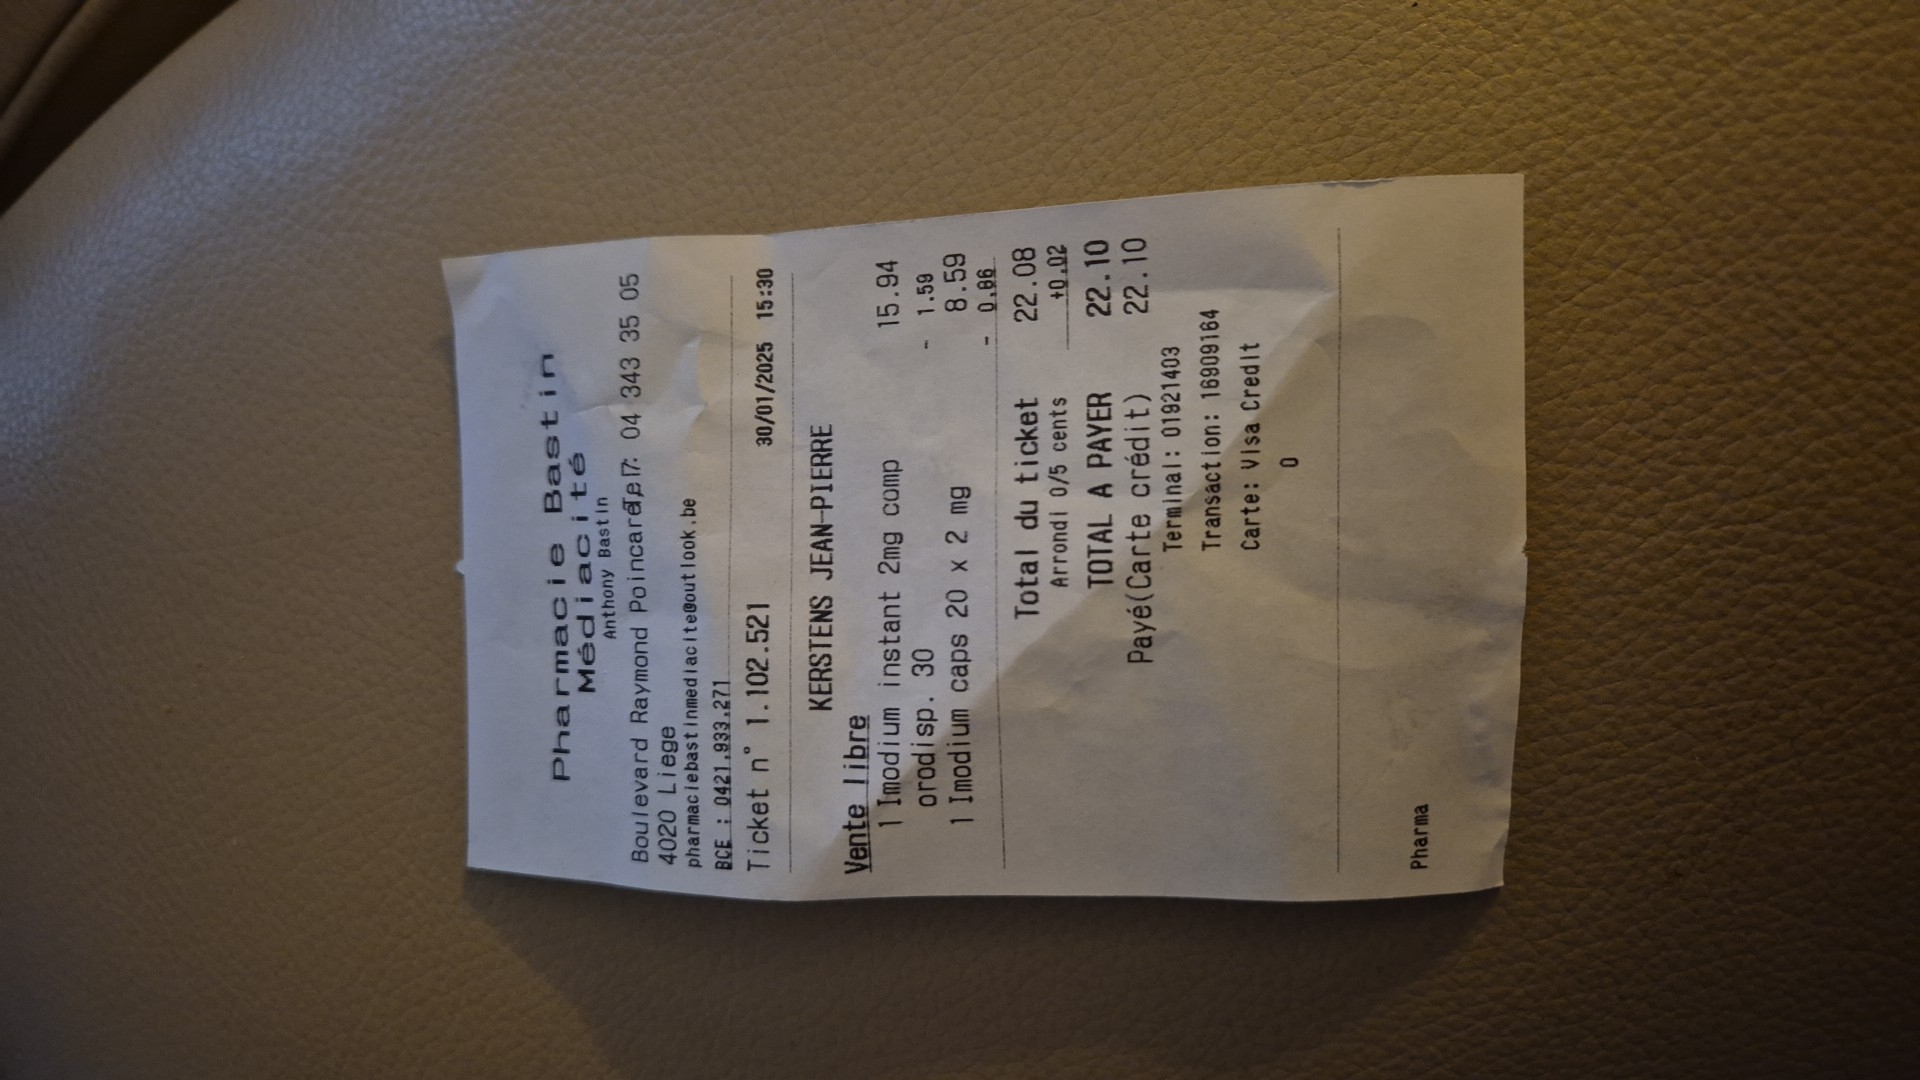 Pharmacie Bastin
Médiacité
Anthony Bastin
Boulevard Raymond Poincaré, 7: 04 343 35 05
4020 Liege
pharmaciebastinmediacite@outlook.be
BCE : 0421.933.271
Ticket n° 1.102.521 30/01/2025 15:30
KERSTENS JEAN-PIERRE
Vente libre
1 Imodium instant 2mg comp 15.94
orodisp. 30 - 1.59
1 Imodium caps 20 x 2 mg 8.59
- 0.86
Total du ticket 22.08
Arrondi 0/5 cents +0.02
TOTAL A PAYER 22.10
Payé(Carte crédit) 22.10
Terminal: 01921403
Transaction: 16909164
Carte: Visa Credit
0
Pharma